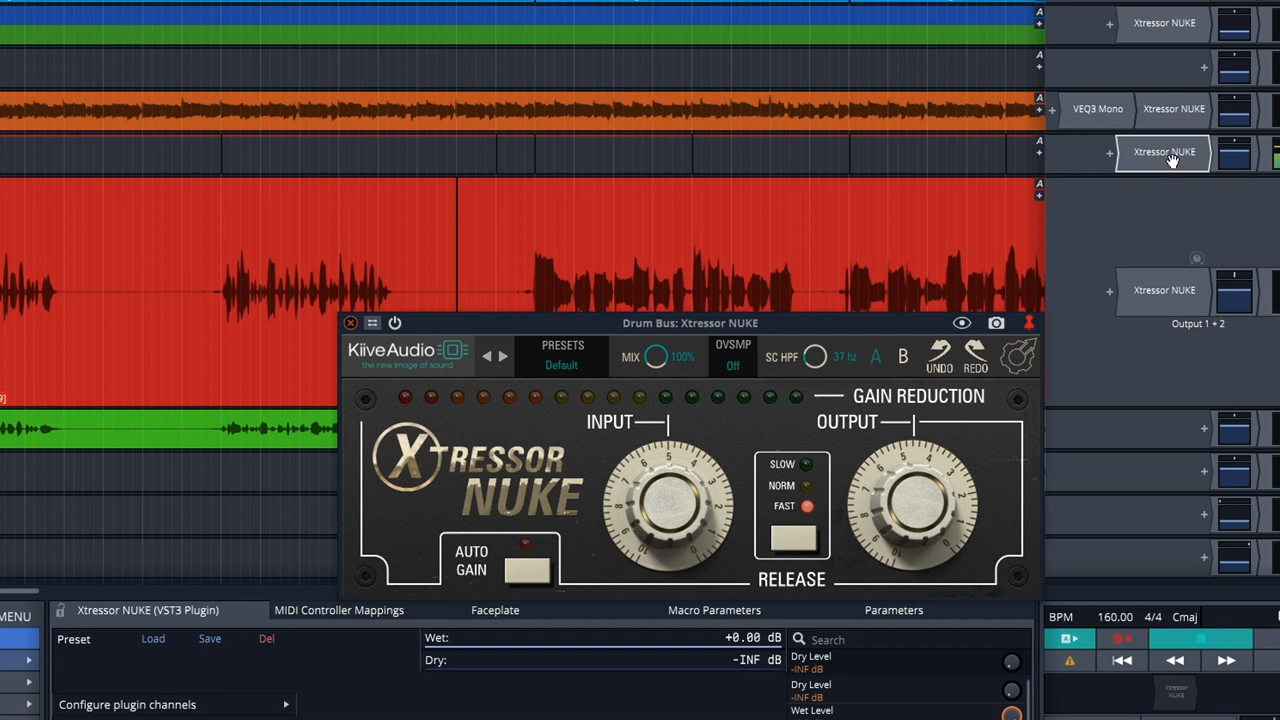 A
+
Xtressor NUKE
A
+
+
A
+
VEQ3 Mono
Xtressor NUKE
A
+
+
Xtressor NUKE
A
+
+
Xtressor NUKE
Output 1 + 2
9]
Drum Bus: Xtressor NUKE
KiiveAudio
the new image of sound
PRESETS
Default
MIX
100%
OVSMP
Off
SC HPF
37 hz
A
B
UNDO
REDO
GAIN REDUCTION
INPUT
OUTPUT
XTRESSOR
NUKE
SLOW
NORM
FAST
AUTO
GAIN
RELEASE
MENU
Xtressor NUKE (VST3 Plugin)
MIDI Controller Mappings
Faceplate
Macro Parameters
Parameters
BPM
160.00
4/4
Cmaj
Preset
Load
Save
Del
Wet:
+0.00 dB
Dry:
-INF dB
Search
Dry Level
-INF dB
Dry Level
-INF dB
Wet Level
Configure plugin channels
Xtressor
NUKE